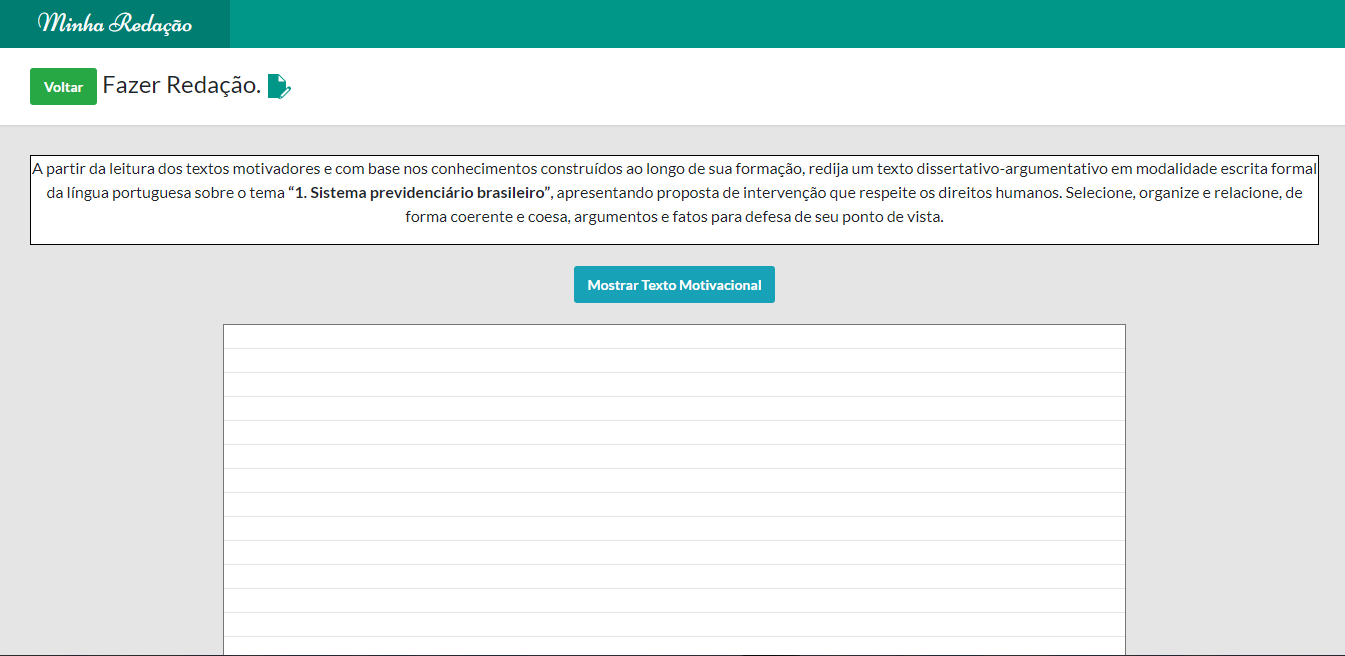 Minha Redação
Voltar Fazer Redação.
A partir da leitura dos textos motivadores e com base nos conhecimentos construídos ao longo de sua formação, redija um texto dissertativo-argumentativo em modalidade escrita formal
da língua portuguesa sobre o tema “1. Sistema previdenciário brasileiro”, apresentando proposta de intervenção que respeite os direitos humanos. Selecione, organize e relacione, de
forma coerente e coesa, argumentos e fatos para defesa de seu ponto de vista.
Mostrar Texto Motivacional